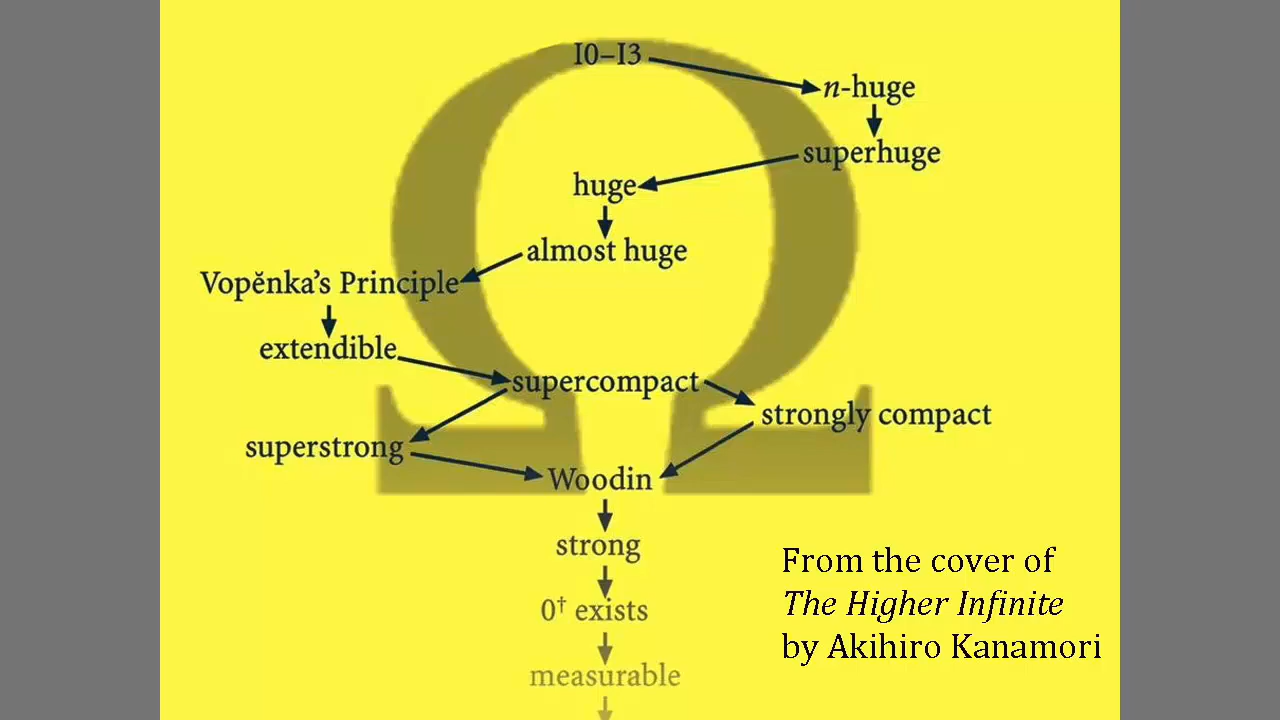 I0–I3
n-huge
superhuge
huge
almost huge
Vopĕnka’s Principle
extendible
supercompact
strongly compact
superstrong
Woodin
strong
0† exists
measurable
From the cover of
The Higher Infinite
by Akihiro Kanamori